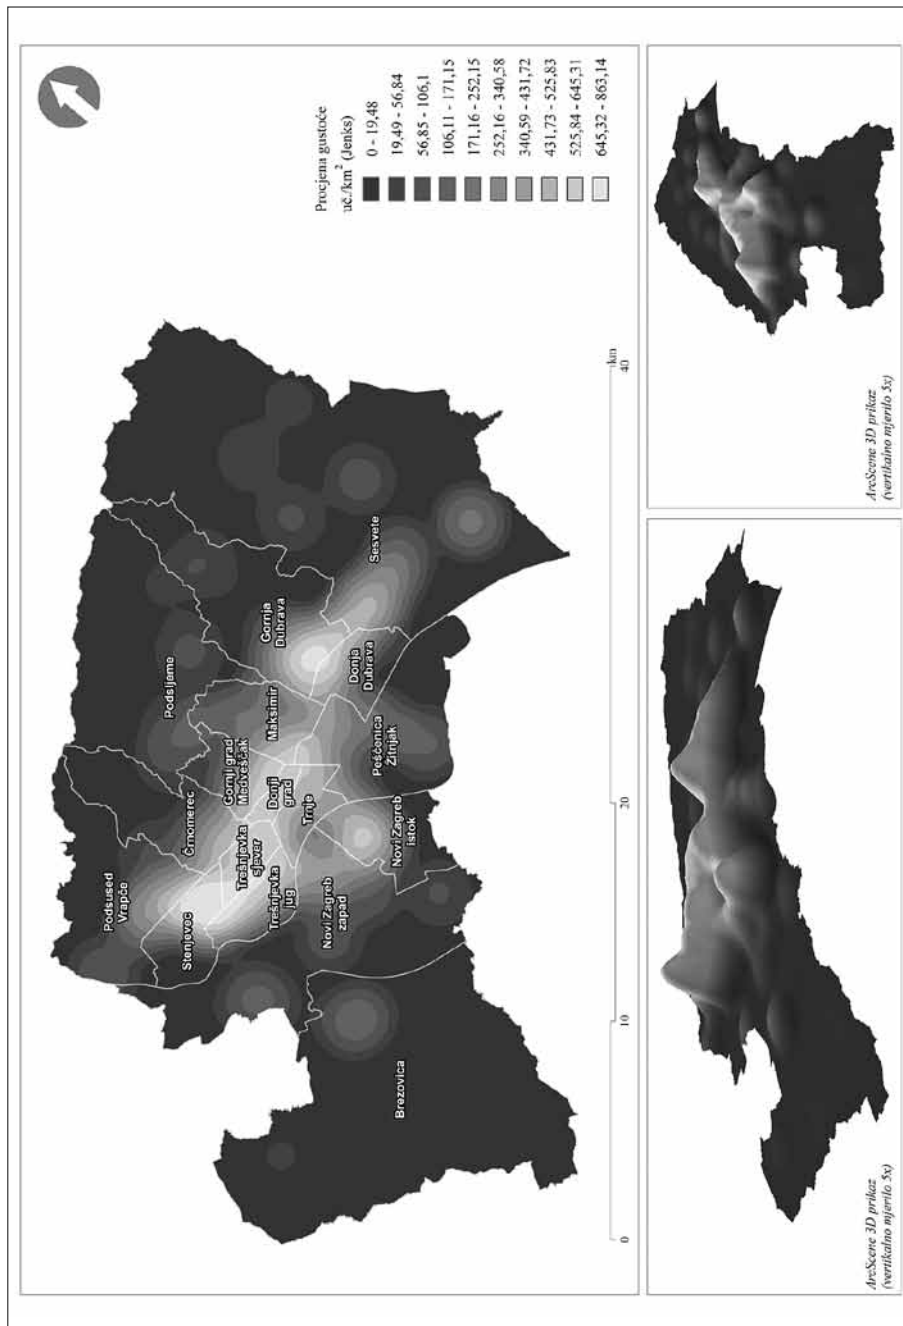 Procjena gustoće
uč./km² (Jenks)
0 - 19,48
19,49 - 56,84
56,85 - 106,1
106,11 - 171,15
171,16 - 252,15
252,16 - 340,58
340,59 - 431,72
431,73 - 525,83
525,84 - 645,31
645,32 - 863,14
Podsused
Vrapče
Stenjevec
Črnomerec
Podsljeme
Gornji grad
Medveščak
Maksimir
Gornja
Dubrava
Trešnjevka
sjever
Donji
grad
Trešnjevka
jug
Trnje
Donja
Dubrava
Sesvete
Peščenica
Žitnjak
Novi Zagreb
zapad
Novi Zagreb
istok
Brezovica
0
10
20
40
km
ArcScene 3D prikaz
(vertikalno mjerilo 5x)
ArcScene 3D prikaz
(vertikalno mjerilo 5x)